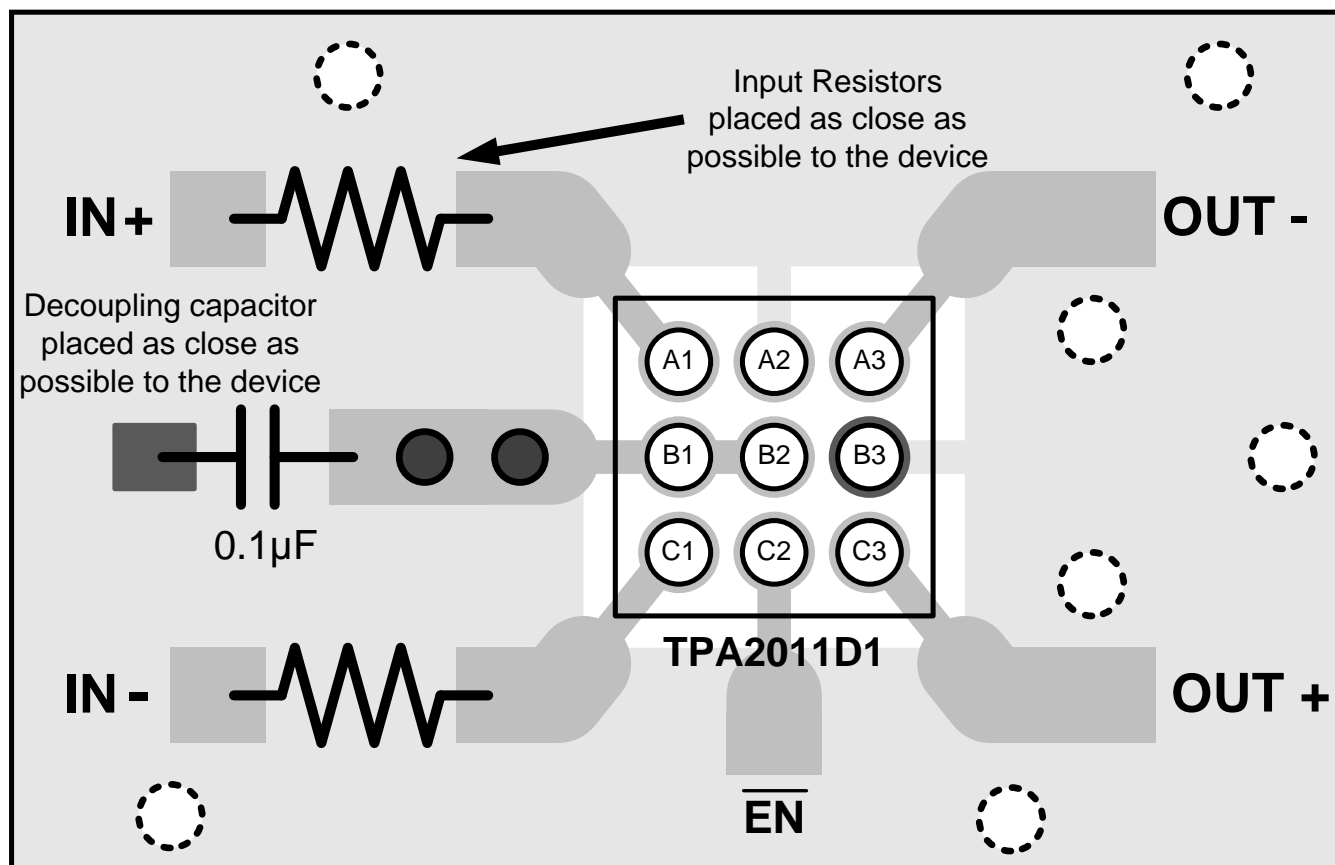 Input Resistors
placed as close as
possible to the device
IN+
OUT -
Decoupling capacitor
placed as close as
possible to the device
A1 A2 A3
B1 B2 B3
0.1µF
C1 C2 C3
TPA2011D1
IN -
OUT +
EN